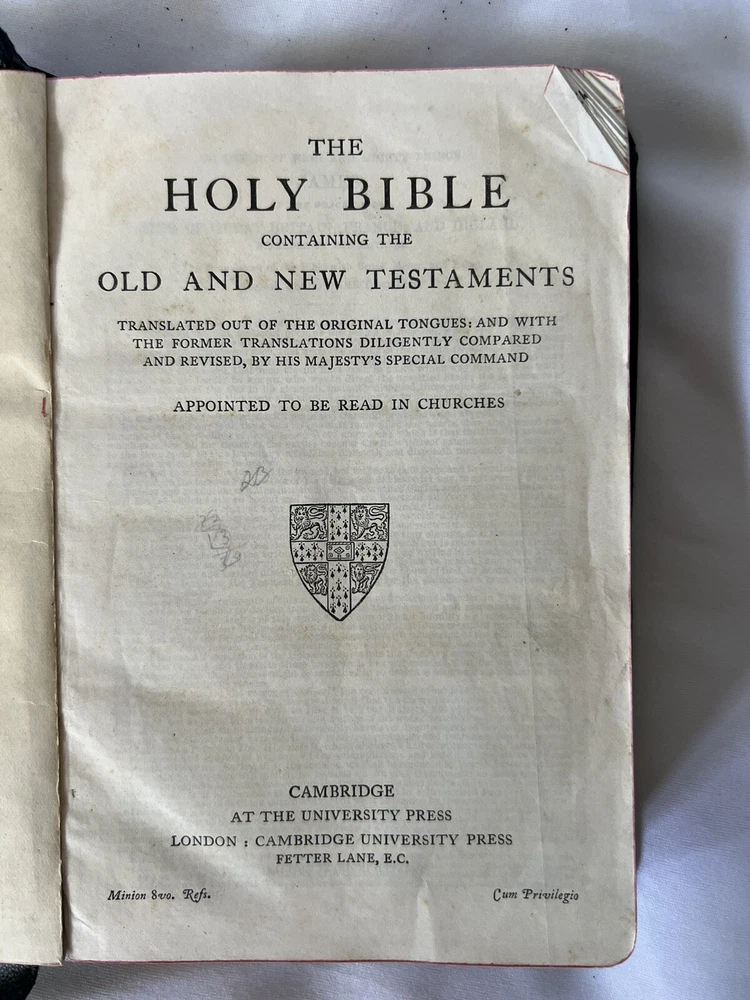 THE
HOLY BIBLE
CONTAINING THE
OLD AND NEW TESTAMENTS
TRANSLATED OUT OF THE ORIGINAL TONGUES: AND WITH
THE FORMER TRANSLATIONS DILIGENTLY COMPARED
AND REVISED, BY HIS MAJESTY'S SPECIAL COMMAND
APPOINTED TO BE READ IN CHURCHES
CAMBRIDGE
AT THE UNIVERSITY PRESS
LONDON : CAMBRIDGE UNIVERSITY PRESS
FETTER LANE, E.C.
Minion 8vo. Refs.
Cum Privilegio